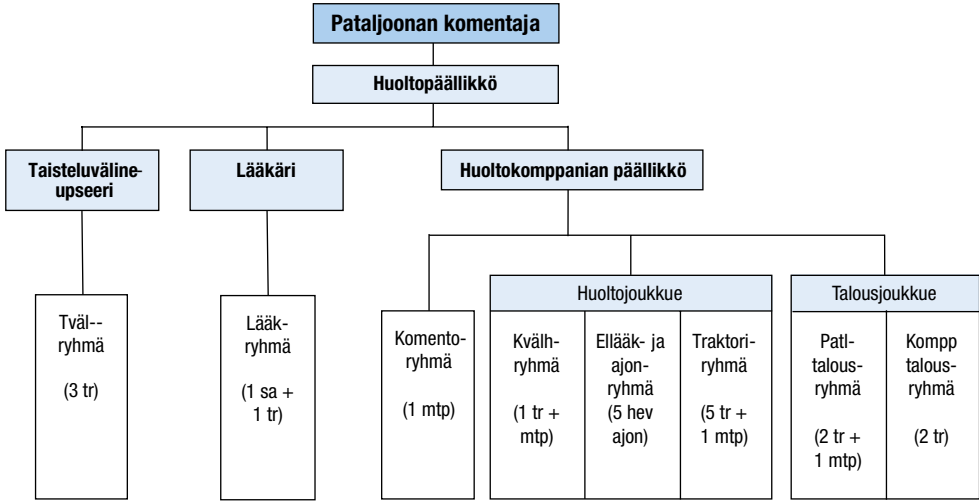 Pataljoonan komentaja
Huoltopäällikkö
Taisteluväline-
upseeri
Lääkäri
Huoltokomppanian päällikkö
Tväl--
ryhmä
(3 tr)
Lääk-
ryhmä
(1 sa +
1 tr)
Komento-
ryhmä
(1 mtp)
Huoltojoukkue
Kvälh-
ryhmä
(1 tr +
mtp)
Ellääk- ja
ajon-
ryhmä
(5 hev
ajon)
Traktori-
ryhmä
(5 tr +
1 mtp)
Talousjoukkue
Patl-
talous-
ryhmä
(2 tr +
1 mtp)
Kompp
talous-
ryhmä
(2 tr)